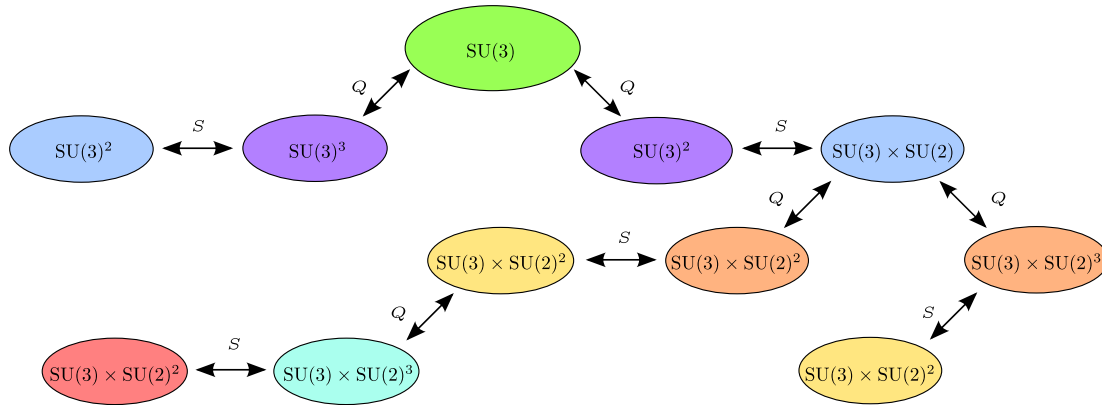 SU(3)
Q Q
S S
SU(3)² SU(3)³ SU(3)² SU(3) × SU(2)
Q Q
S
SU(3) × SU(2)² SU(3) × SU(2)² SU(3) × SU(2)³
Q S
S
SU(3) × SU(2)² SU(3) × SU(2)³ SU(3) × SU(2)²